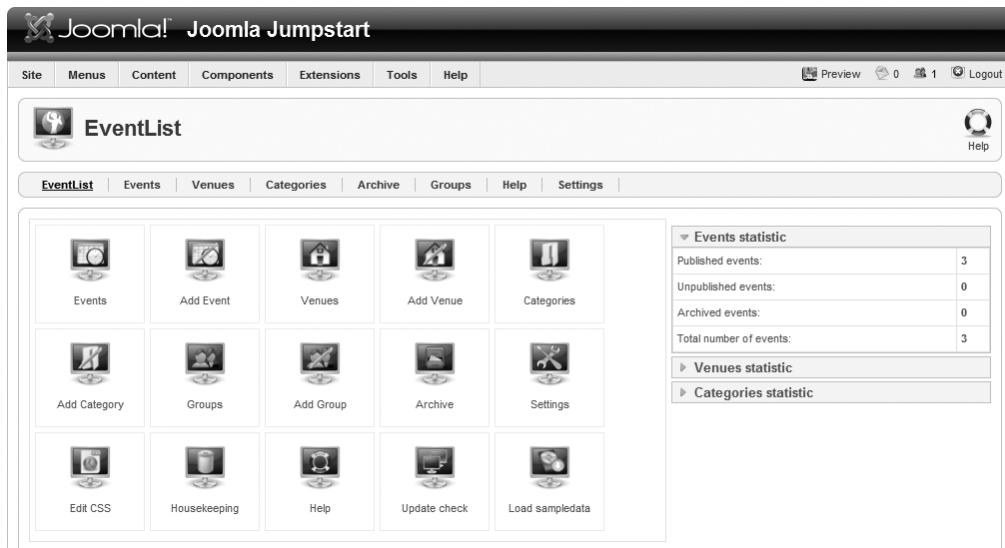 Joomla! Joomla Jumpstart
Site Menus Content Components Extensions Tools Help Preview 0 1 Logout
EventList Help
EventList Events Venues Categories Archive Groups Help Settings
Events Add Event Venues Add Venue Categories
Add Category Groups Add Group Archive Settings
Edit CSS Housekeeping Help Update check Load sampledata
Events statistic
Published events: 3
Unpublished events: 0
Archived events: 0
Total number of events: 3
Venues statistic
Categories statistic